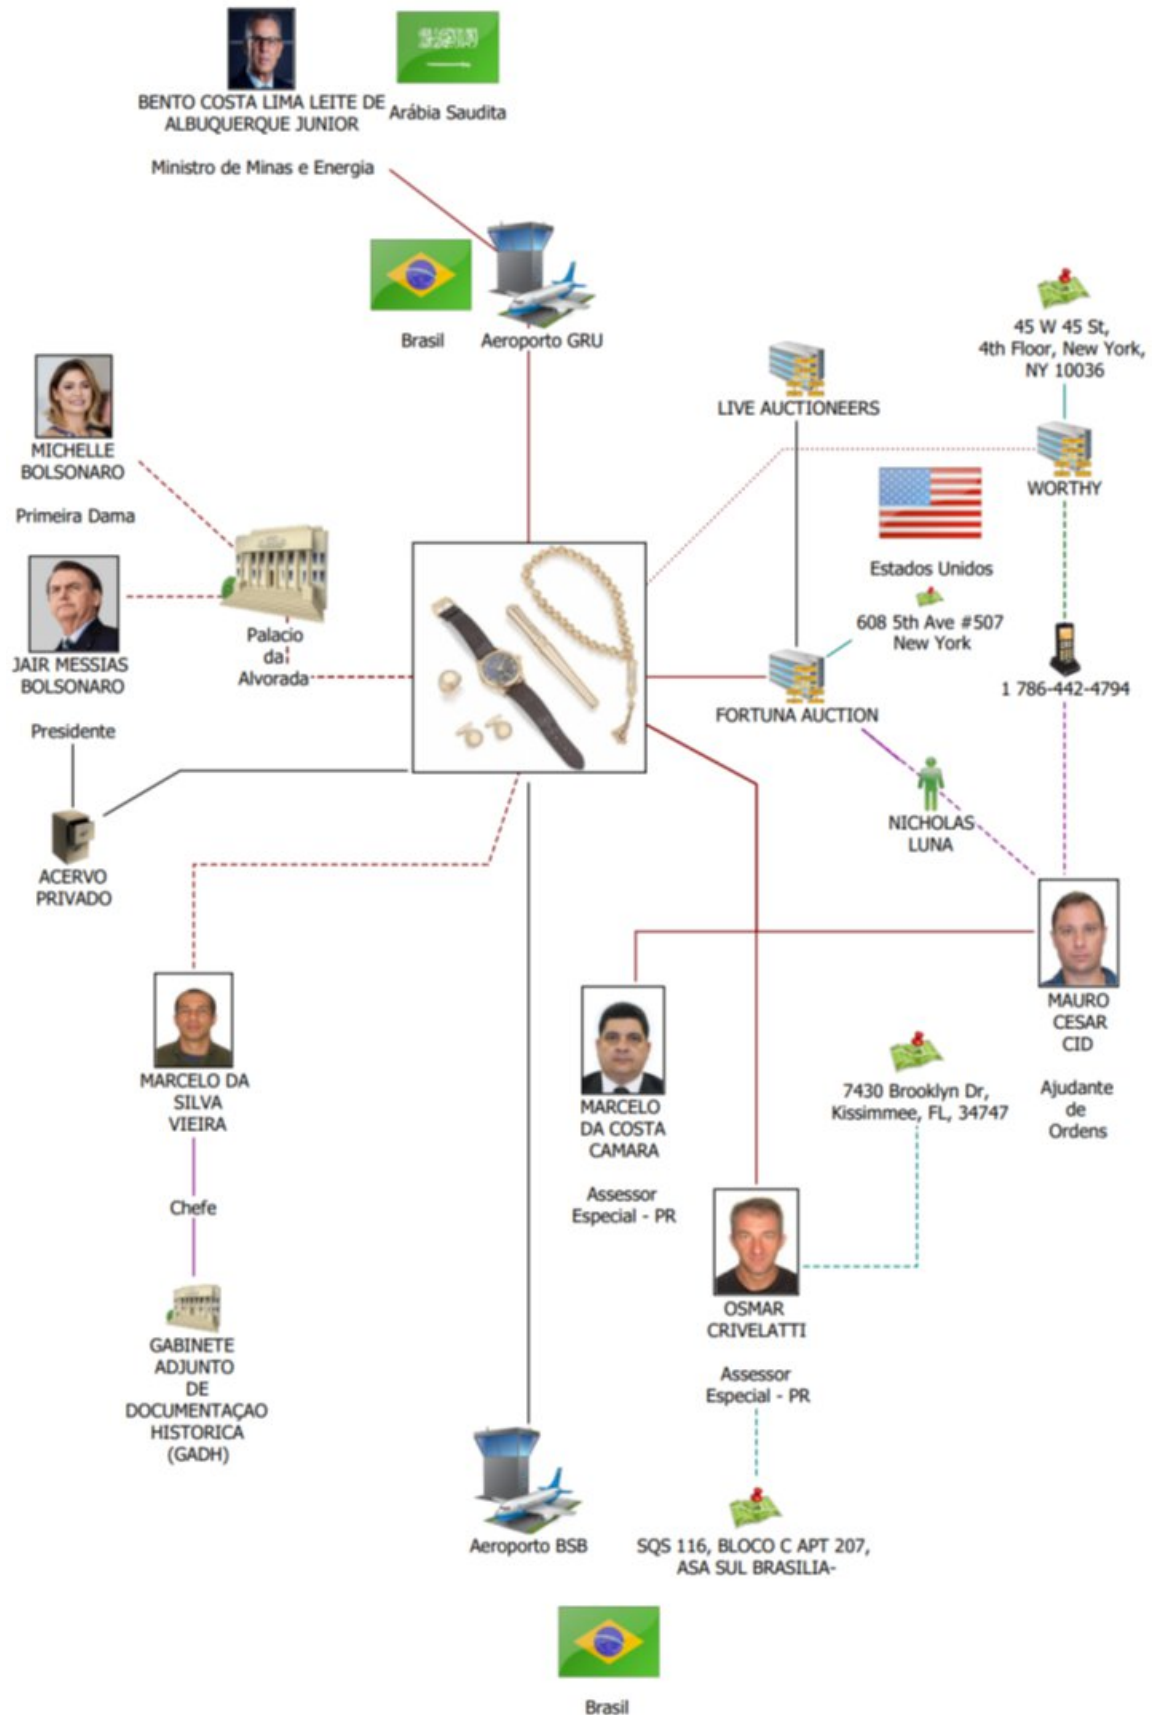 BENTO COSTA LIMA LEITE DE
ALBUQUERQUE JUNIOR
Ministro de Minas e Energia
Arábia Saudita
Brasil
Aeroporto GRU
MICHELLE
BOLSONARO
Primeira Dama
JAIR MESSIAS
BOLSONARO
Presidente
Palacio
da
Alvorada
ACERVO
PRIVADO
LIVE AUCTIONEERS
45 W 45 St,
4th Floor, New York,
NY 10036
WORTHY
Estados Unidos
608 5th Ave #507
New York
FORTUNA AUCTION
1 786-442-4794
NICHOLAS
LUNA
MAURO
CESAR
CID
Ajudante
de
Ordens
MARCELO DA
SILVA
VIEIRA
Chefe
GABINETE
ADJUNTO
DE
DOCUMENTAÇAO
HISTORICA
(GADH)
MARCELO
DA COSTA
CAMARA
Assessor
Especial - PR
7430 Brooklyn Dr,
Kissimmee, FL, 34747
OSMAR
CRIVELATTI
Assessor
Especial - PR
Aeroporto BSB
SQS 116, BLOCO C APT 207,
ASA SUL BRASILIA-
Brasil